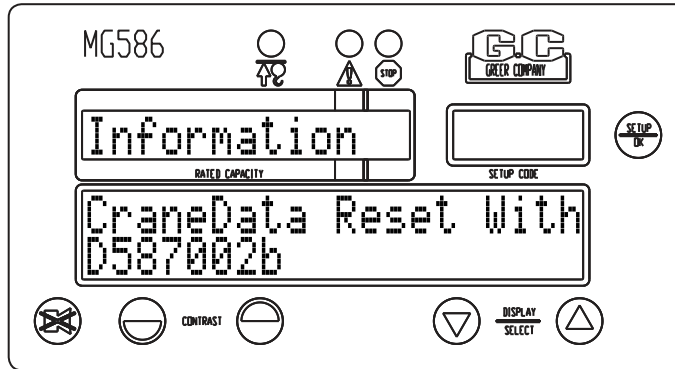 MG586
STOP
G.C.
GREER COMPANY
Information
RATED CAPACITY
SETUP CODE
SETUP
OK
CraneData Reset With
D587002b
CONTRAST
DISPLAY
SELECT